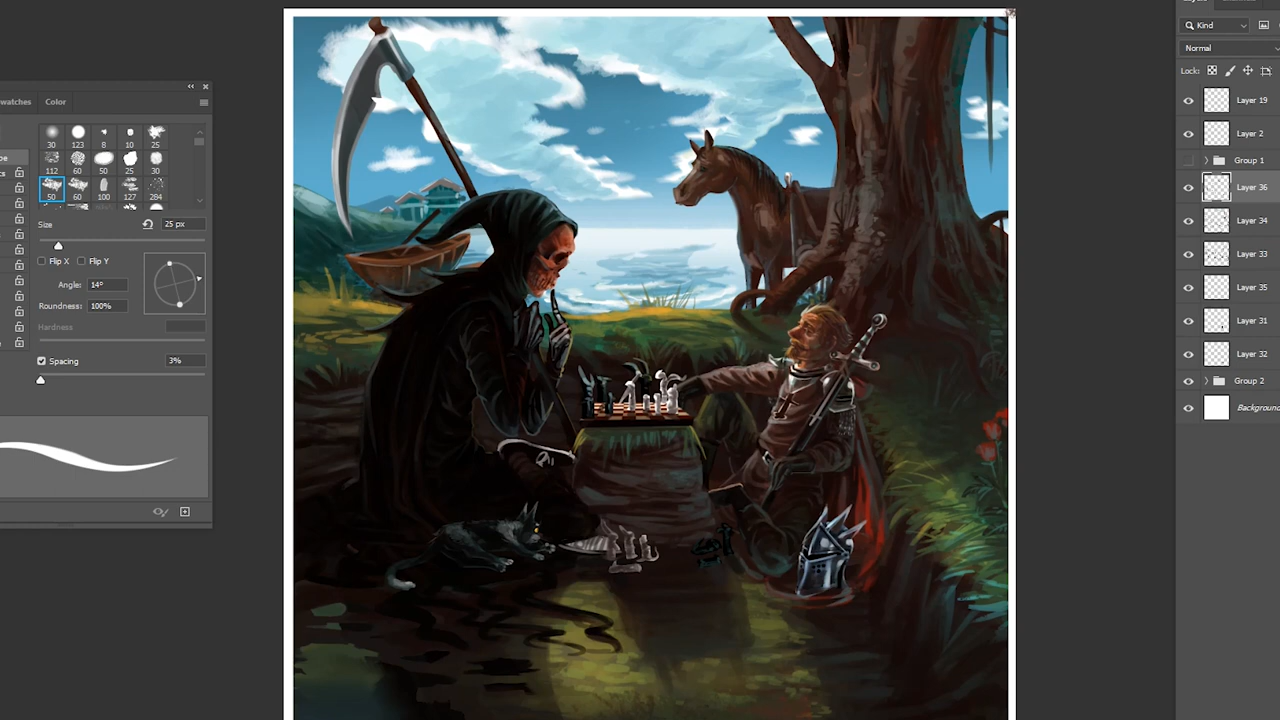 Kind
Normal
Lock:
watches Color
30 123 8 10 25
112 60 50 25 30
50 60 100 127 284
Size 25 px
Flip X Flip Y
Angle: 14°
Roundness: 100%
Hardness
Spacing 3%
Layer 19
Layer 2
Group 1
Layer 36
Layer 34
Layer 35
Layer 31
Layer 32
Group 2
Background